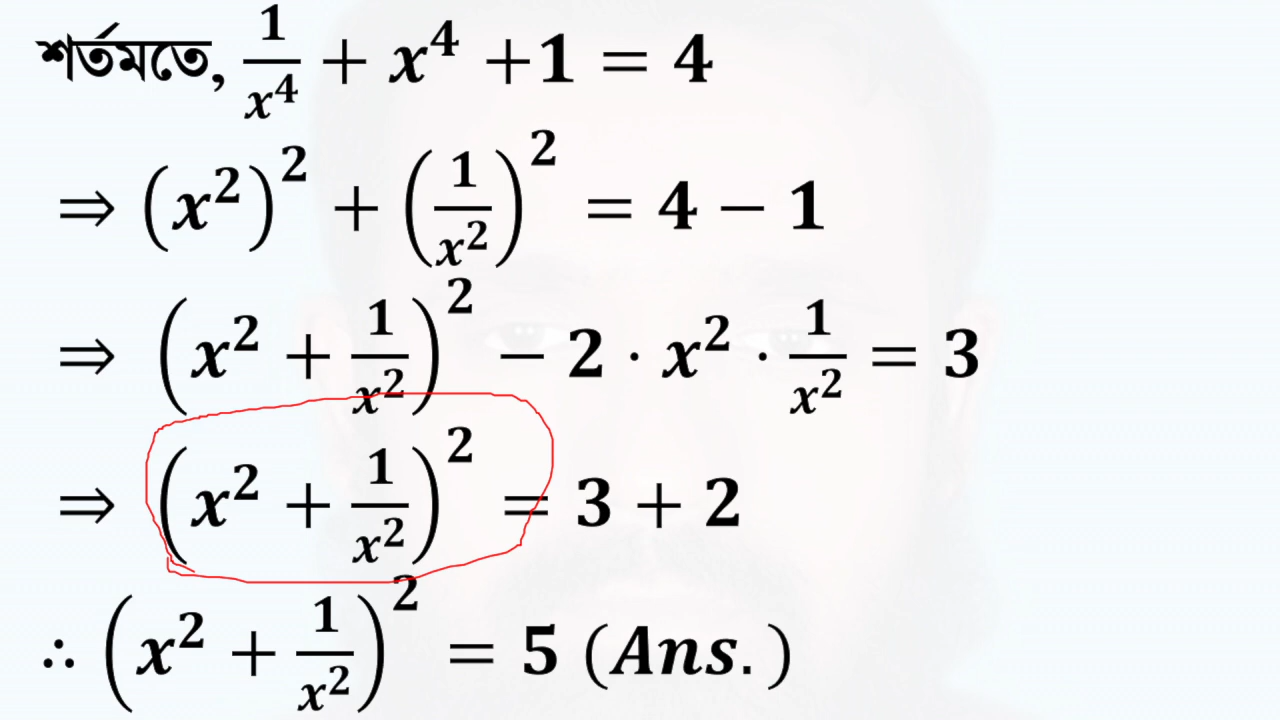 শর্তমতে, 1/x⁴ + x⁴ +1 = 4
⇒ (x²)² + (1/x²)² = 4 − 1
⇒ (x² + 1/x²)² − 2 · x² · 1/x² = 3
⇒ (x² + 1/x²)² = 3 + 2
∴ (x² + 1/x²)² = 5 (Ans. )